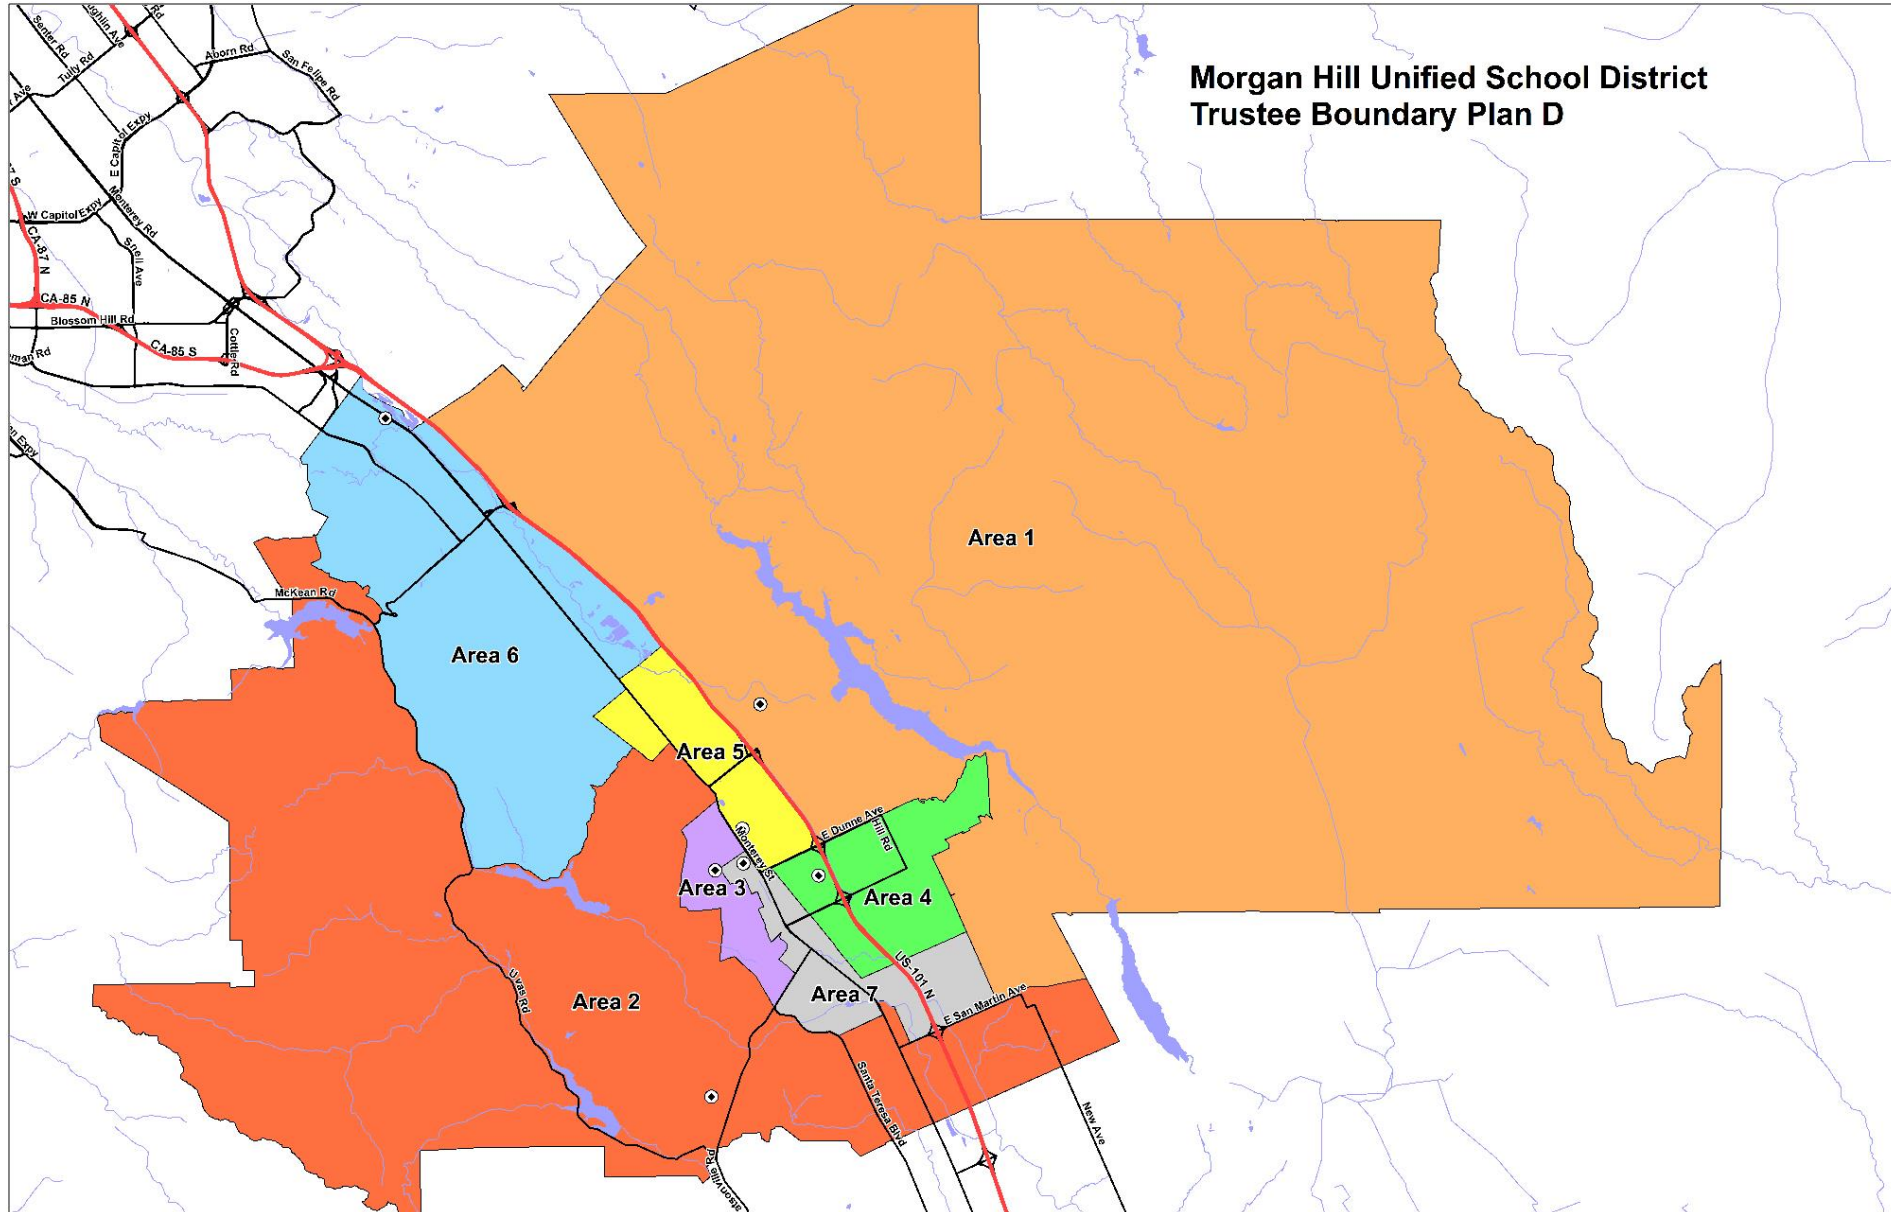 Morgan Hill Unified School District
Trustee Boundary Plan D
Senter Rd
Tully Rd
Aborn Rd
San Felipe Rd
E Capitol Expy
Monterey Rd
W Capitol Expy
Snell Ave
CA-87 N
CA-85 N
Blossom Hill Rd
CA-85 S
Cottle Rd
McKean Rd
Area 1
Area 6
Area 5
E Dunne Ave
Hill Rd
Monterey St
Area 3
Area 4
US-101 N
Area 7
E San Martin Ave
Area 2
Uvas Rd
Santa Teresa Blvd
New Ave